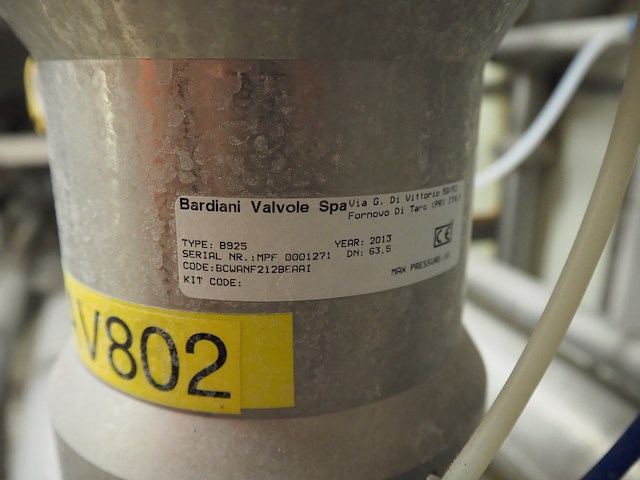 Bardiani Valvole Spa
Via G. Di Vittorio 50/52
Fornovo Di Taro (PR) ITALY
TYPE: B925
YEAR: 2013
SERIAL NR.:MPF 0001271
DN: 63.5
CODE:
KIT CODE:
MAX PRESSURE:10
CE
V802